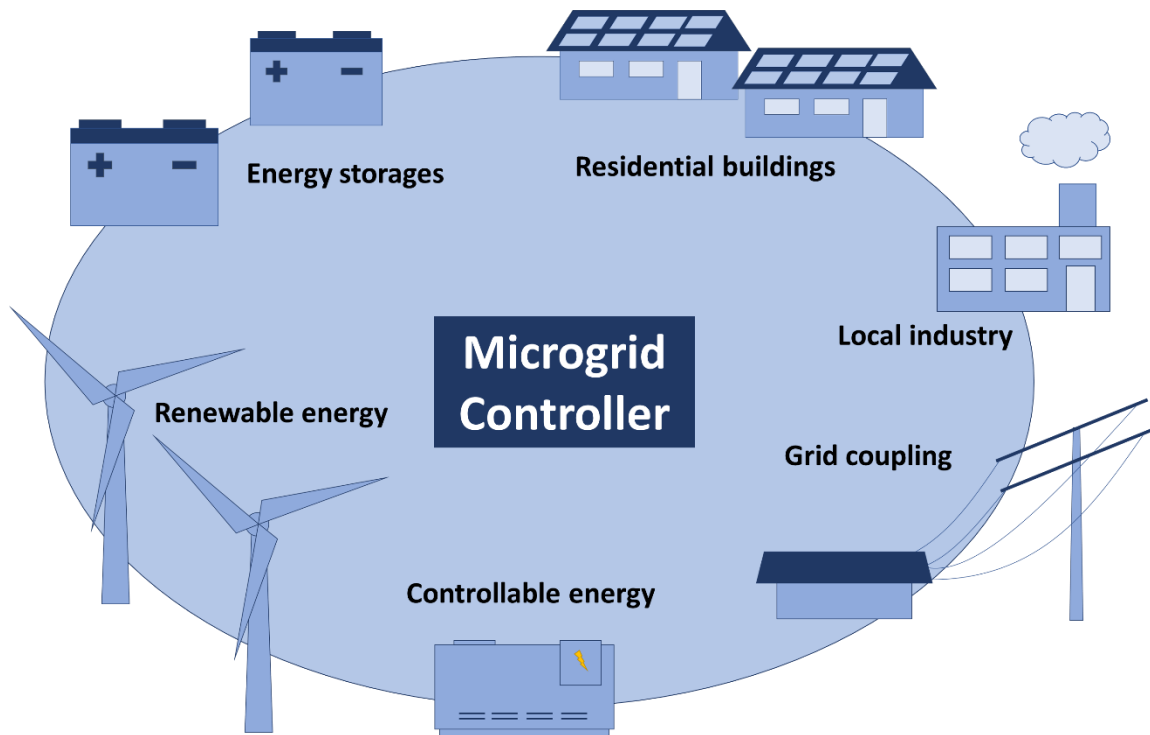 Energy storages
Residential buildings
Local industry
Microgrid
Controller
Renewable energy
Grid coupling
Controllable energy